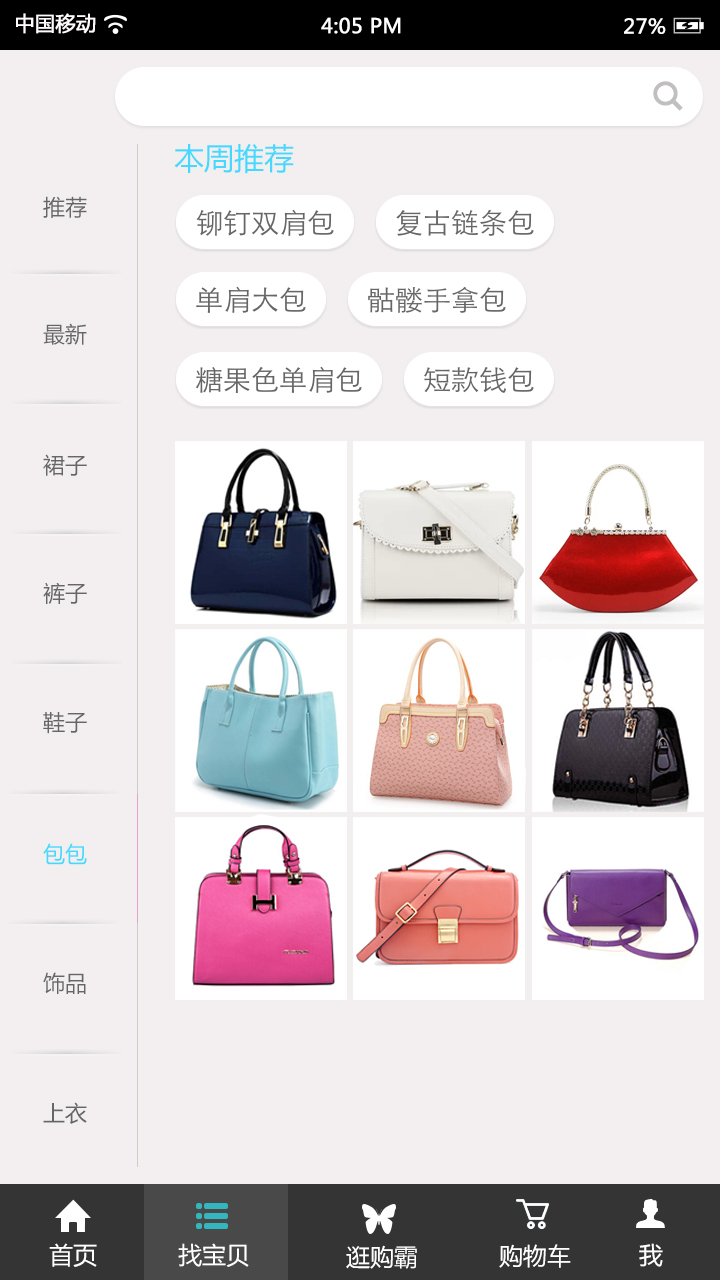 中国移动 4:05 PM 27%
本周推荐
铆钉双肩包 复古链条包
单肩大包 骷髅手拿包
糖果色单肩包 短款钱包
推荐
最新
裙子
裤子
鞋子
包包
饰品
上衣
首页 找宝贝 逛购霸 购物车 我